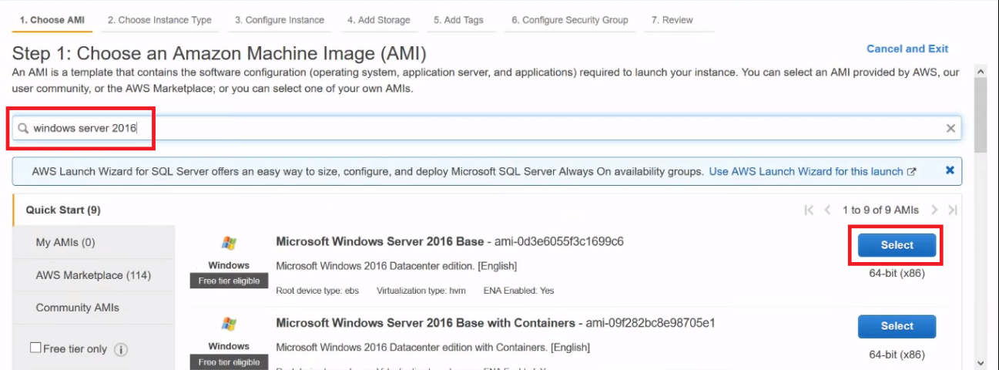 1. Choose AMI 2. Choose Instance Type 3. Configure Instance 4. Add Storage 5. Add Tags 6. Configure Security Group 7. Review
Step 1: Choose an Amazon Machine Image (AMI)
Cancel and Exit
An AMI is a template that contains the software configuration (operating system, application server, and applications) required to launch your instance. You can select an AMI provided by AWS, our
user community, or the AWS Marketplace; or you can select one of your own AMIs.
windows server 2016
AWS Launch Wizard for SQL Server offers an easy way to size, configure, and deploy Microsoft SQL Server Always On availability groups. Use AWS Launch Wizard for this launch
Quick Start (9)
1 to 9 of 9 AMIs
My AMIs (0)
AWS Marketplace (114)
Community AMIs
Free tier only
Windows
Free tier eligible
Microsoft Windows Server 2016 Base - ami-0d3e6055f3c1699c6
Microsoft Windows 2016 Datacenter edition. [English]
Root device type: ebs Virtualization type: hvm ENA Enabled: Yes
Select
64-bit (x86)
Windows
Free tier eligible
Microsoft Windows Server 2016 Base with Containers - ami-09f282bc8e98705e1
Microsoft Windows 2016 Datacenter edition with Containers. [English]
Select
64-bit (x86)